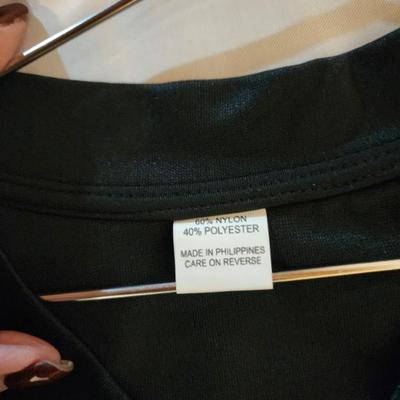 60% NYLON
40% POLYESTER
MADE IN PHILIPPINES
CARE ON REVERSE